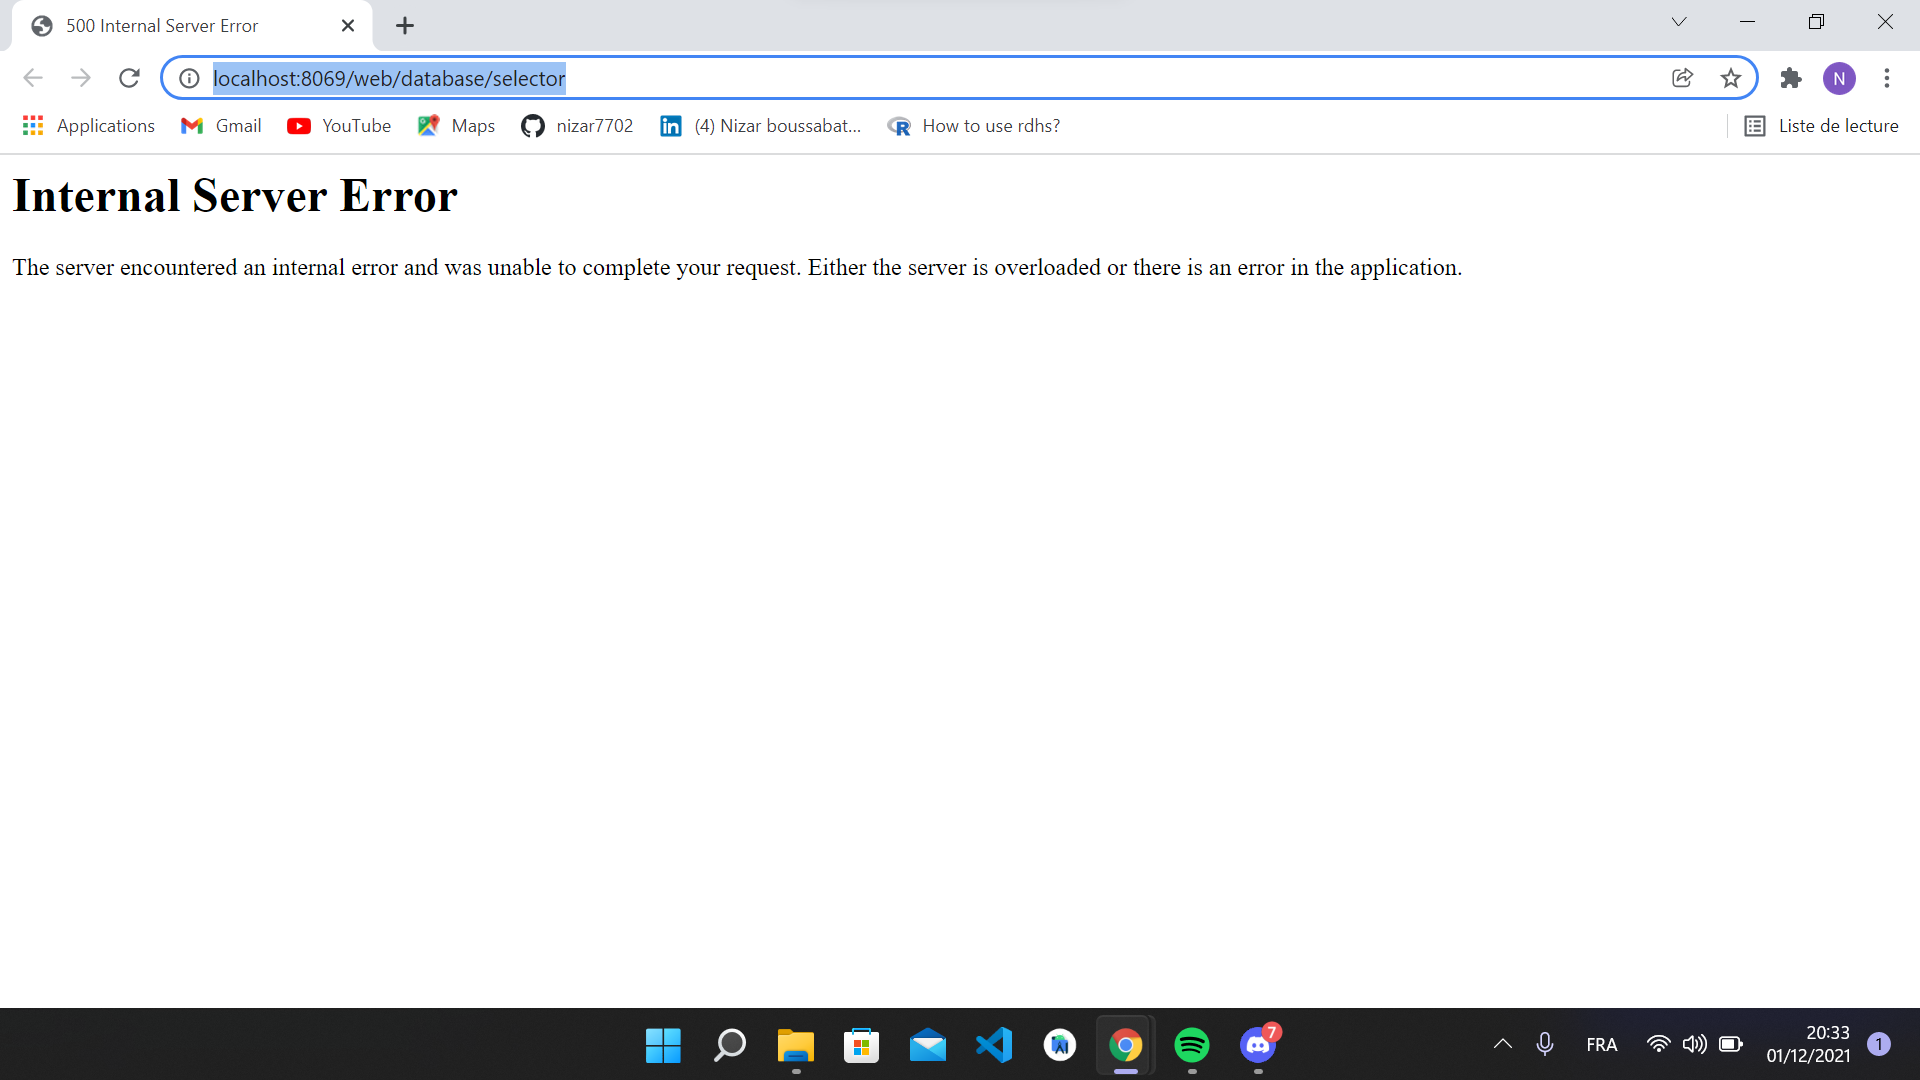 500 Internal Server Error
localhost:8069/web/database/selector
N
Applications
Gmail
YouTube
Maps
nizar7702
(4) Nizar boussabat...
How to use rdhs?
Liste de lecture
Internal Server Error
The server encountered an internal error and was unable to complete your request. Either the server is overloaded or there is an error in the application.
7
FRA
20:33
01/12/2021
1